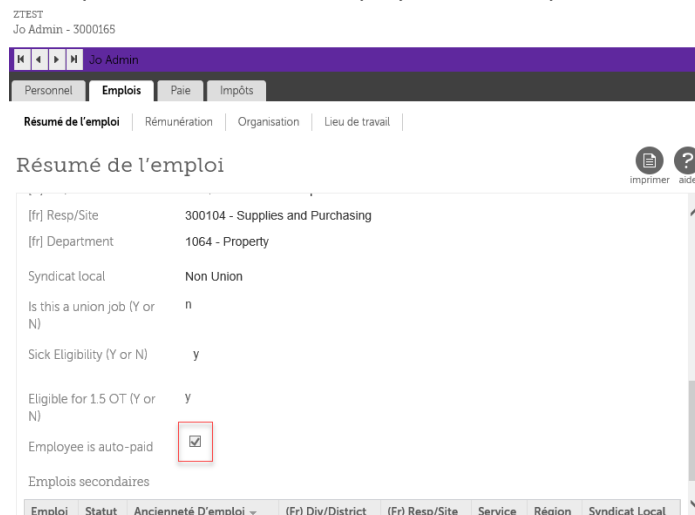 ZTEST
Jo Admin - 3000165
Jo Admin
Personnel Emplois Paie Impôts
Résumé de l'emploi Rémunération Organisation Lieu de travail
Résumé de l'emploi
imprimer aide
[fr] Resp/Site 300104 - Supplies and Purchasing
[fr] Department 1064 - Property
Syndicat local Non Union
Is this a union job (Y or n
N)
Sick Eligibility (Y or N) y
Eligible for 1.5 OT (Y or y
N)
Employee is auto-paid
Emplois secondaires
Emploi Statut Ancienneté D'emploi (Fr) Div/District (Fr) Resp/Site Service Région Syndicat Local